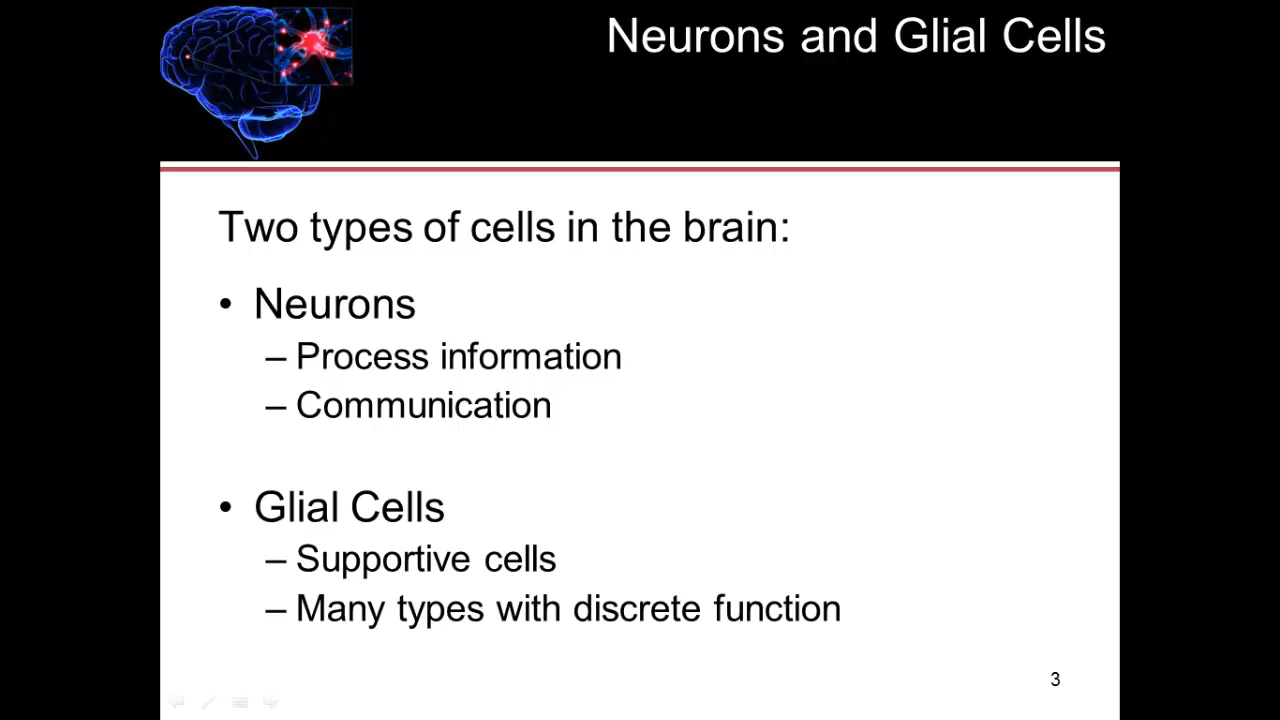 Neurons and Glial Cells
Two types of cells in the brain:
• Neurons
– Process information
– Communication
• Glial Cells
– Supportive cells
– Many types with discrete function
3